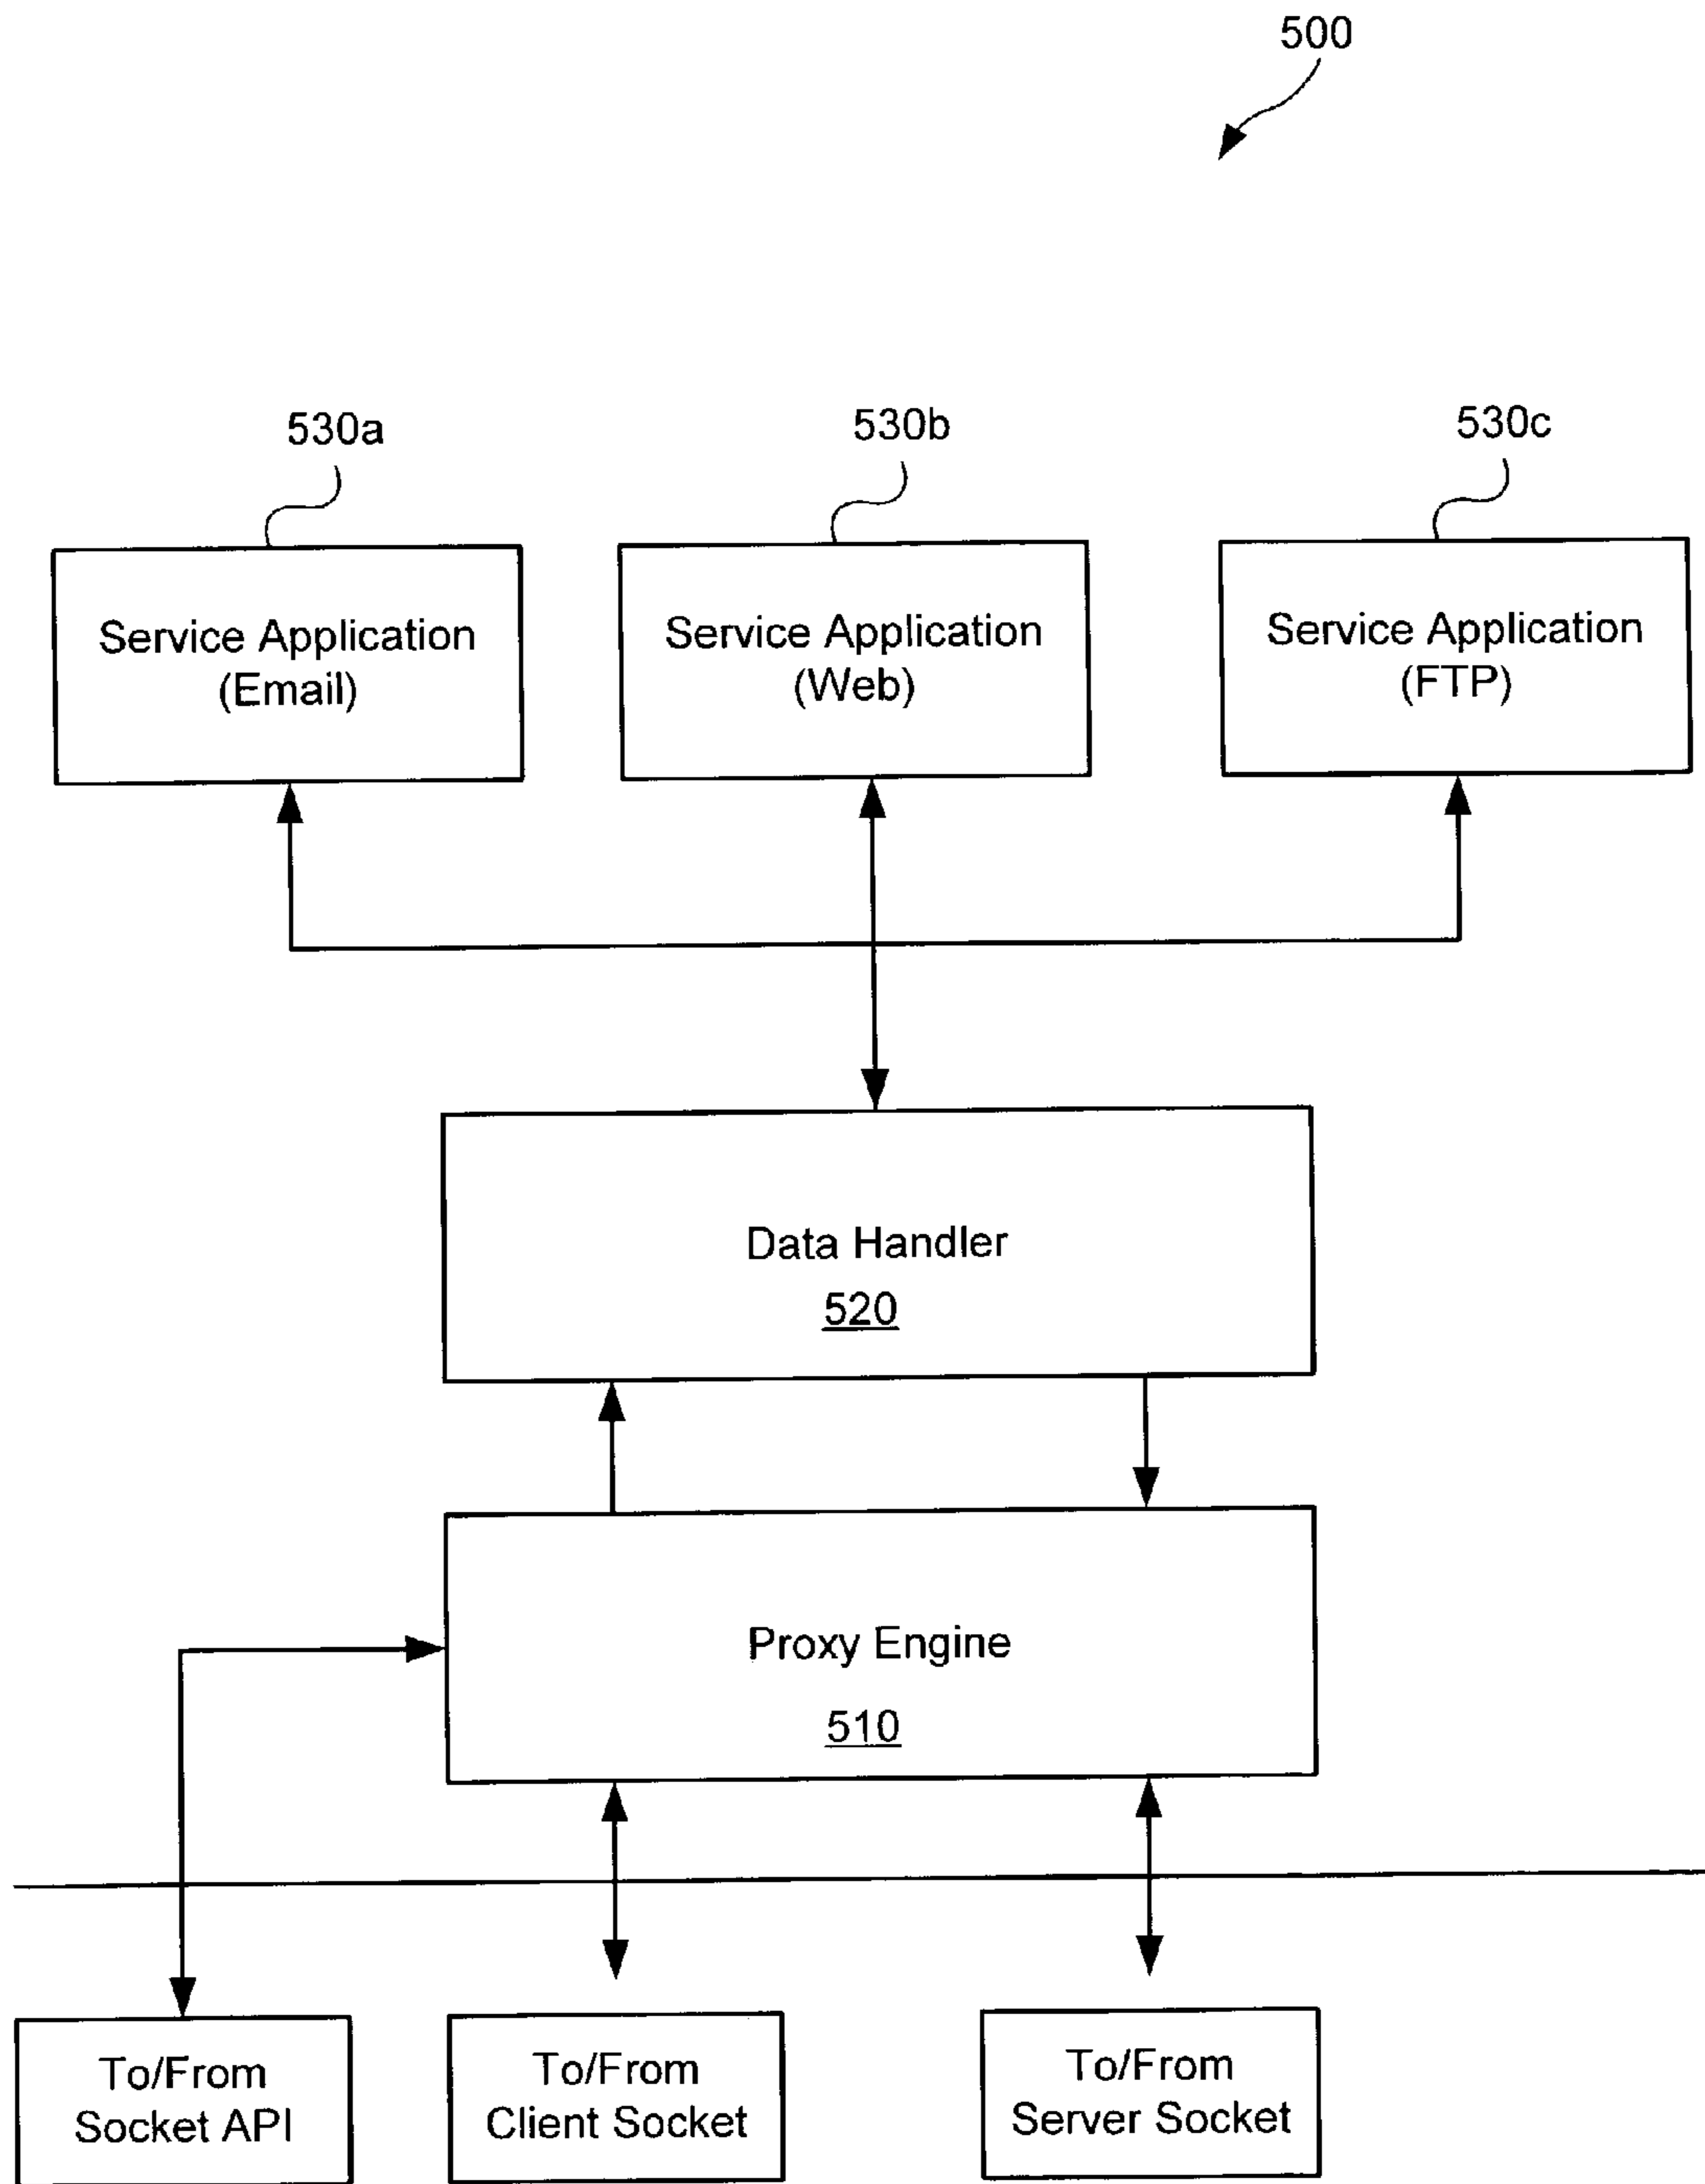 500
530a
530b
530c
Service Application
(Email)
Service Application
(Web)
Service Application
(FTP)
Data Handler
520
Proxy Engine
510
To/From
Socket API
To/From
Client Socket
To/From
Server Socket